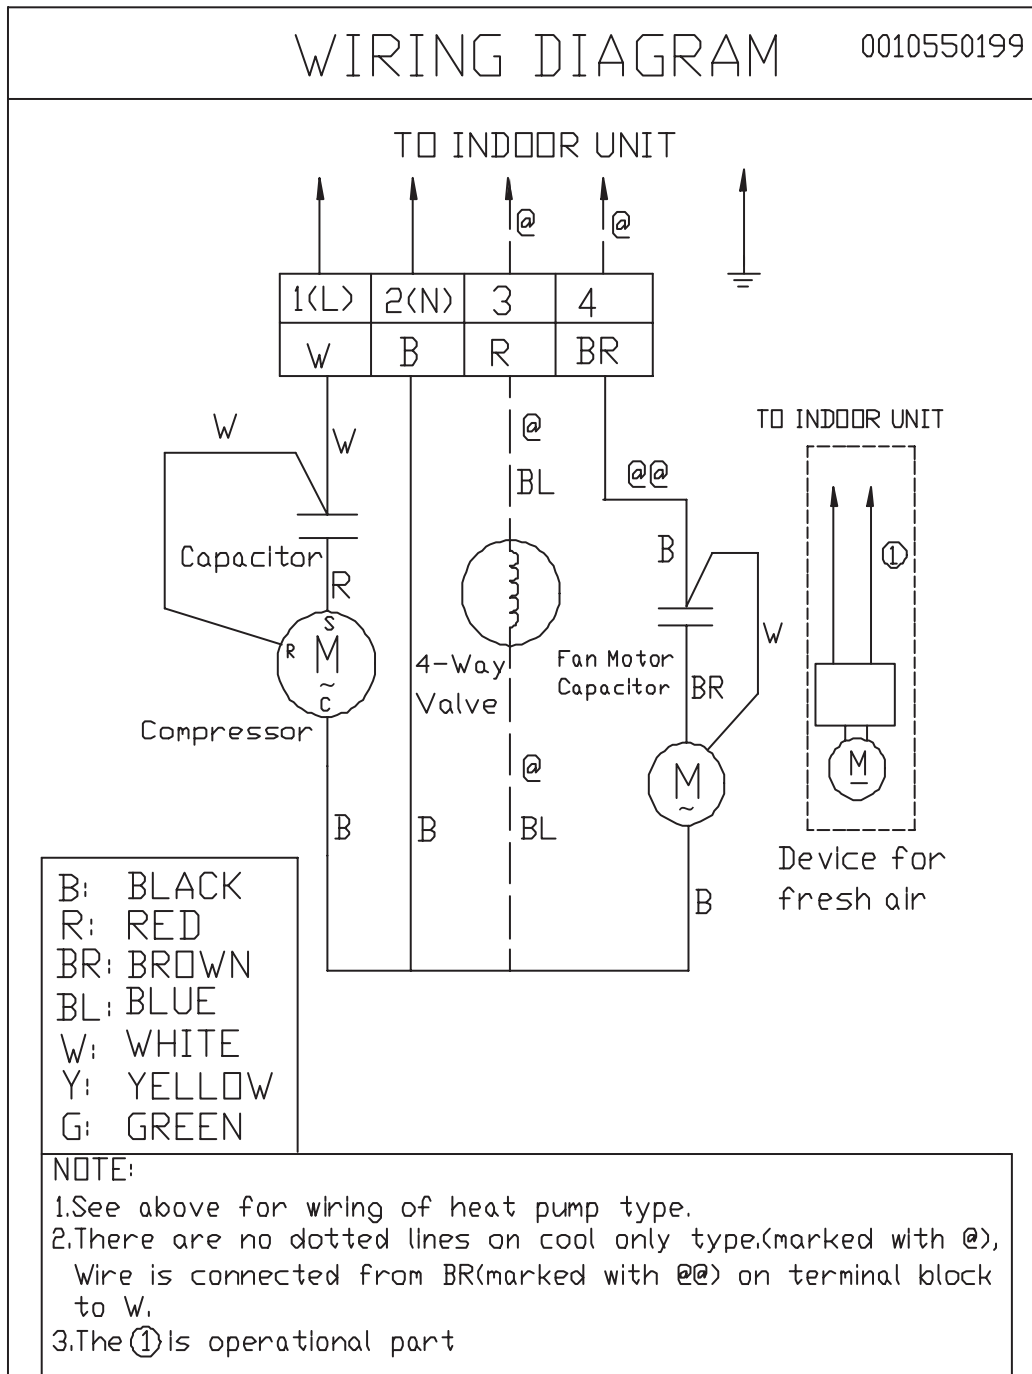 WIRING DIAGRAM
0010550199
TO INDOOR UNIT
@ @
1(L) 2(N) 3 4
W B R BR
W
W
@
BL
@@
Capacitor
R
S
R
M
~
C
Compressor
4-Way
Valve
B
Fan Motor
Capacitor
W
BR
M
~
@
B
B
BL
B
TO INDOOR UNIT
1
M
Device for
fresh air
B: BLACK
R: RED
BR: BROWN
BL: BLUE
W: WHITE
Y: YELLOW
G: GREEN
NOTE:
1.See above for wiring of heat pump type.
2.There are no dotted lines on cool only type.(marked with @),
Wire is connected from BR(marked with @@) on terminal block
to W.
3.The ① is operational part